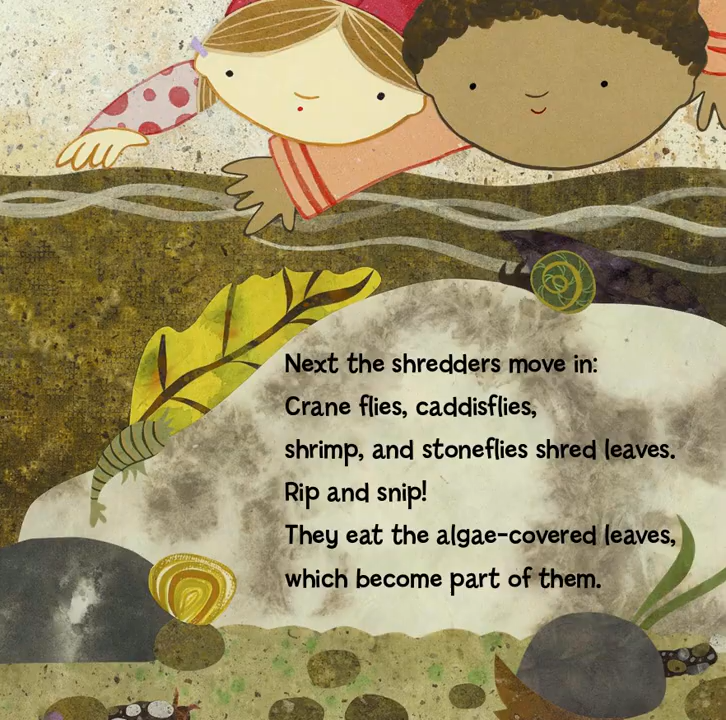 Next the shredders move in:
Crane flies, caddisflies,
shrimp, and stoneflies shred leaves.
Rip and snip!
They eat the algae-covered leaves,
which become part of them.